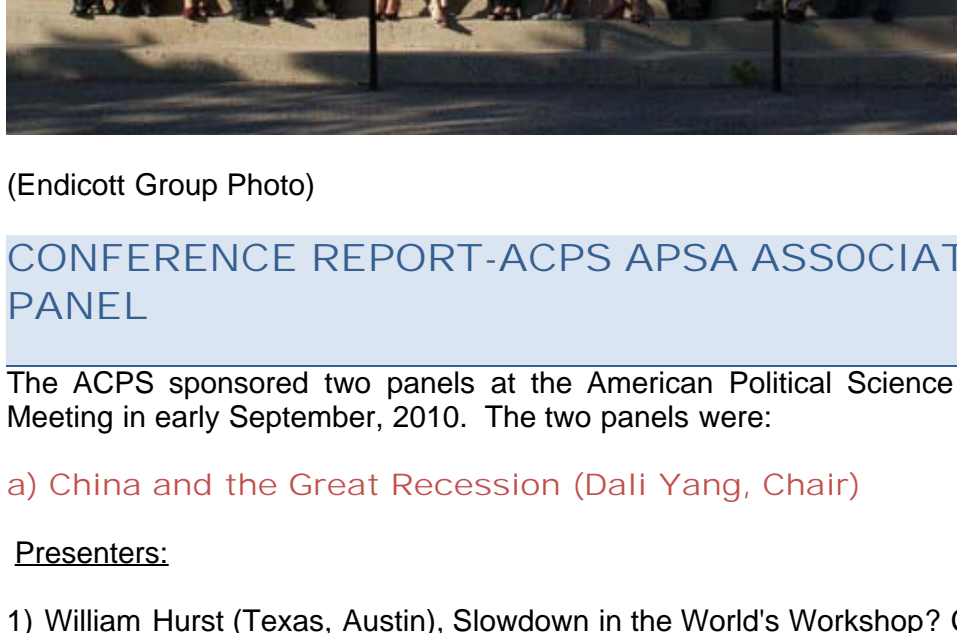 (Endicott Group Photo)
CONFERENCE REPORT-ACPS APSA ASSOCIAT
PANEL
The ACPS sponsored two panels at the American Political Science
Meeting in early September, 2010. The two panels were:
a) China and the Great Recession (Dali Yang, Chair)
Presenters:
1) William Hurst (Texas, Austin), Slowdown in the World's Workshop?